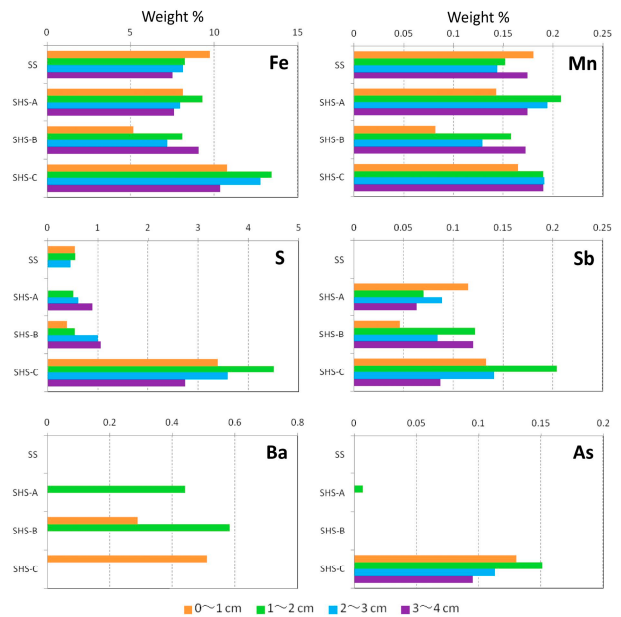 Weight %
Weight %
0 5 10 15
0 0.05 0.1 0.15 0.2 0.25
Fe
Mn
SS
SHS-A
SHS-B
SHS-C
SS
SHS-A
SHS-B
SHS-C
0 1 2 3 4 5
0 0.05 0.1 0.15 0.2 0.25
S
Sb
SS
SHS-A
SHS-B
SHS-C
SS
SHS-A
SHS-B
SHS-C
0 0.2 0.4 0.6 0.8
0 0.05 0.1 0.15 0.2
Ba
As
SS
SHS-A
SHS-B
SHS-C
SS
SHS-A
SHS-B
SHS-C
0～1 cm 1～2 cm 2～3 cm 3～4 cm